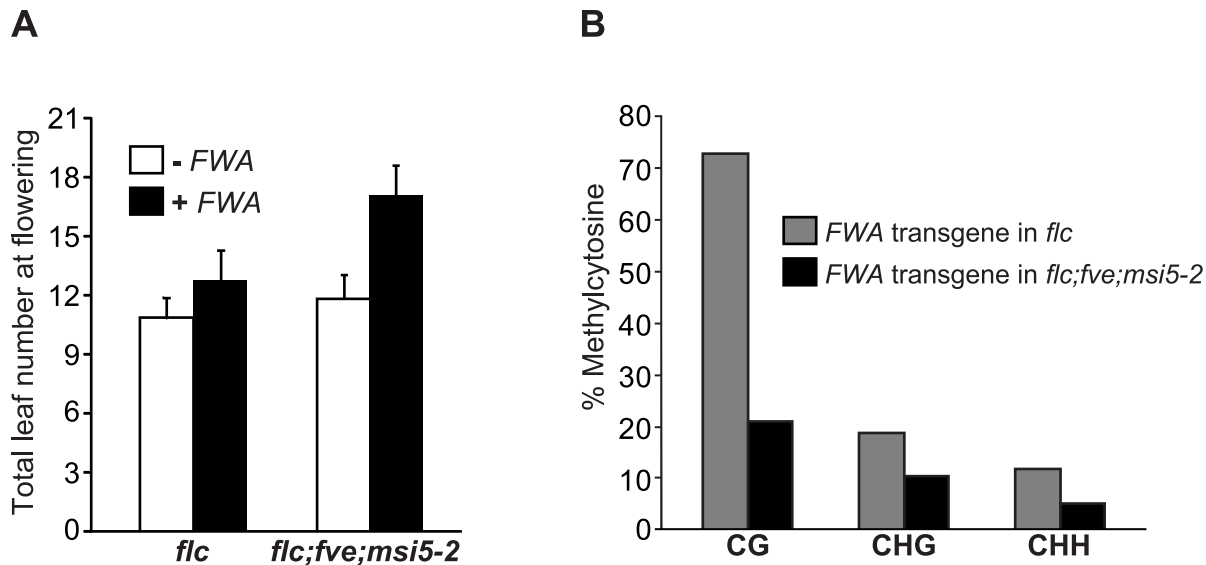 A
Total leaf number at flowering
21
18
15
12
9
6
3
0
- FWA
+ FWA
flc
flc;fve;msi5-2
B
% Methylcytosine
80
70
60
50
40
30
20
10
0
FWA transgene in flc
FWA transgene in flc;fve;msi5-2
CG
CHG
CHH